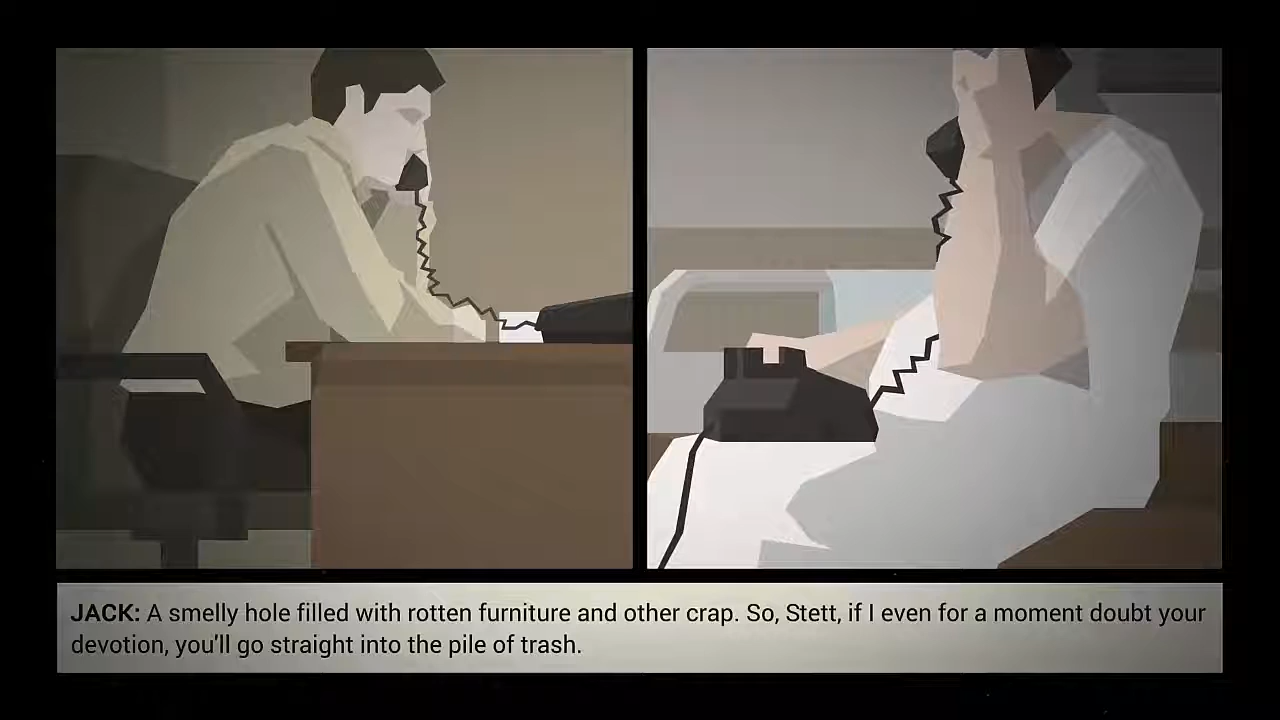 JACK: A smelly hole filled with rotten furniture and other crap. So, Stett, if I even for a moment doubt your
devotion, you'll go straight into the pile of trash.